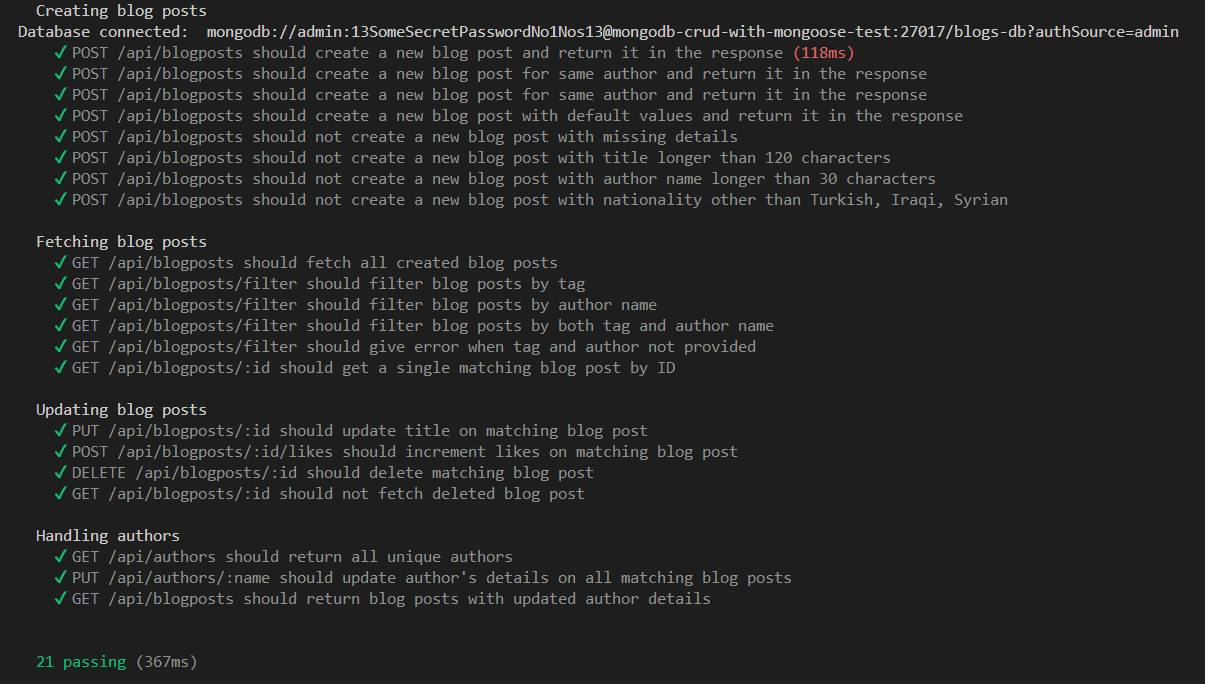 Creating blog posts
Database connected:  mongodb://admin:13SomeSecretPasswordNo1Nos13@mongodb-crud-with-mongoose-test:27017/blogs-db?authSource=admin
✓ POST /api/blogposts should create a new blog post and return it in the response (118ms)
✓ POST /api/blogposts should create a new blog post for same author and return it in the response
✓ POST /api/blogposts should create a new blog post for same author and return it in the response
✓ POST /api/blogposts should create a new blog post with default values and return it in the response
✓ POST /api/blogposts should not create a new blog post with missing details
✓ POST /api/blogposts should not create a new blog post with title longer than 120 characters
✓ POST /api/blogposts should not create a new blog post with author name longer than 30 characters
✓ POST /api/blogposts should not create a new blog post with nationality other than Turkish, Iraqi, Syrian
Fetching blog posts
✓ GET /api/blogposts should fetch all created blog posts
✓ GET /api/blogposts/filter should filter blog posts by tag
✓ GET /api/blogposts/filter should filter blog posts by author name
✓ GET /api/blogposts/filter should filter blog posts by both tag and author name
✓ GET /api/blogposts/filter should give error when tag and author not provided
✓ GET /api/blogposts/:id should get a single matching blog post by ID
Updating blog posts
✓ PUT /api/blogposts/:id should update title on matching blog post
✓ POST /api/blogposts/:id/likes should increment likes on matching blog post
✓ DELETE /api/blogposts/:id should delete matching blog post
✓ GET /api/blogposts/:id should not fetch deleted blog post
Handling authors
✓ GET /api/authors should return all unique authors
✓ PUT /api/authors/:name should update author's details on all matching blog posts
✓ GET /api/blogposts should return blog posts with updated author details
21 passing (367ms)